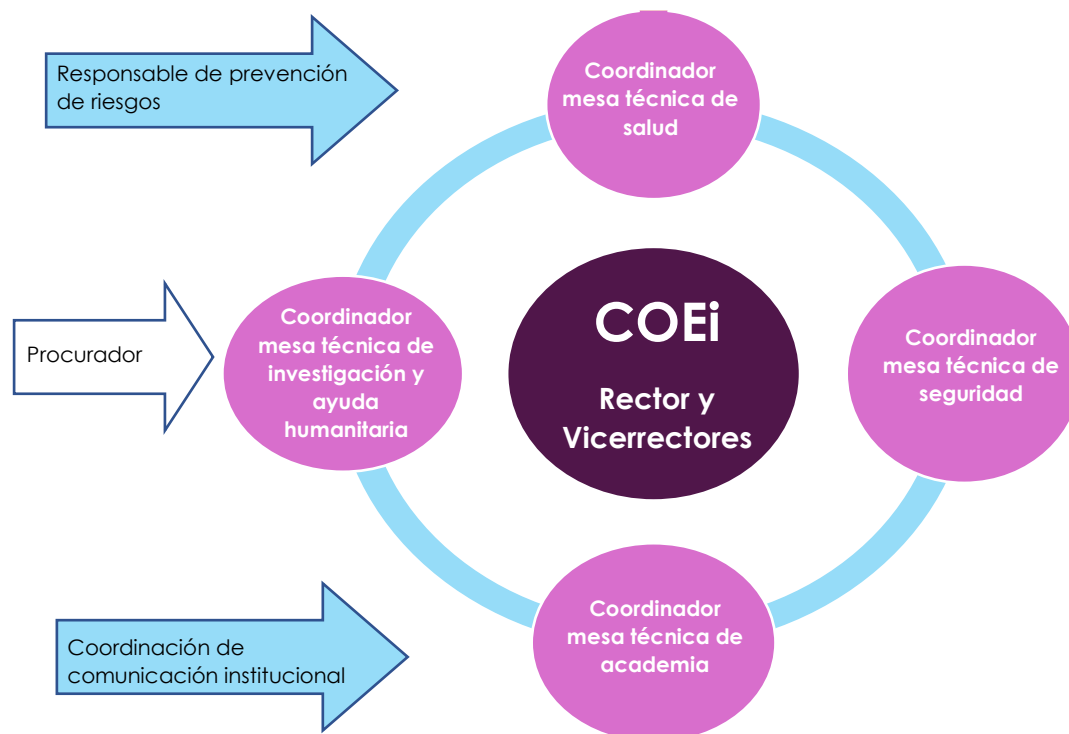 Responsable de prevención
de riesgos
Coordinador
mesa técnica de
salud
Procurador
Coordinador
mesa técnica de
investigación y
ayuda
humanitaria
COEi
Rector y
Vicerrectores
Coordinador
mesa técnica de
seguridad
Coordinación de
comunicación institucional
Coordinador
mesa técnica de
academia